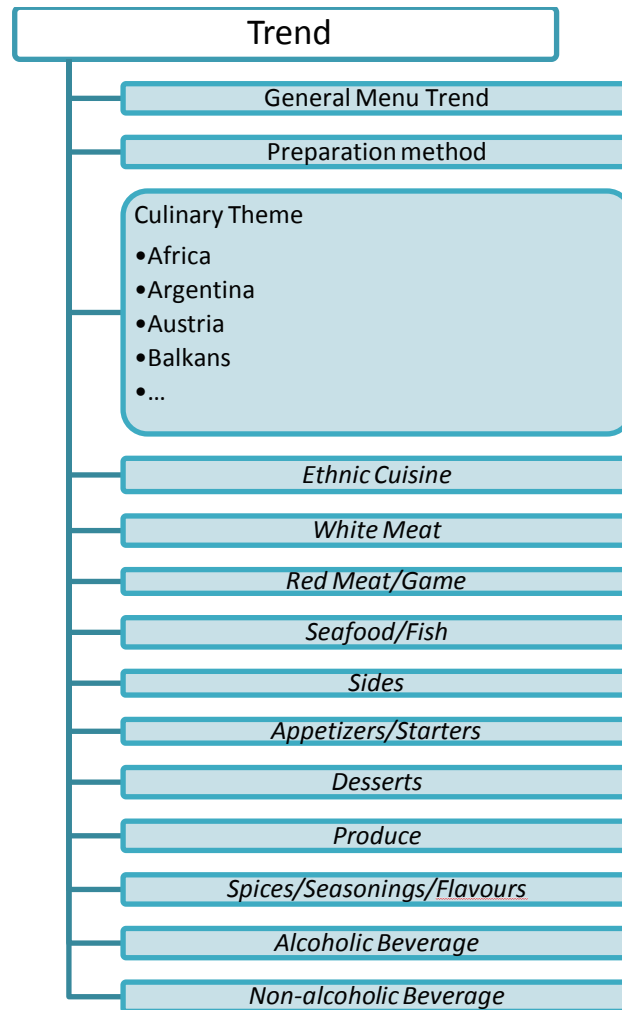 Trend
General Menu Trend
Preparation method
Culinary Theme
•Africa
•Argentina
•Austria
•Balkans
•...
Ethnic Cuisine
White Meat
Red Meat/Game
Seafood/Fish
Sides
Appetizers/Starters
Desserts
Produce
Spices/Seasonings/Flavours
Alcoholic Beverage
Non-alcoholic Beverage